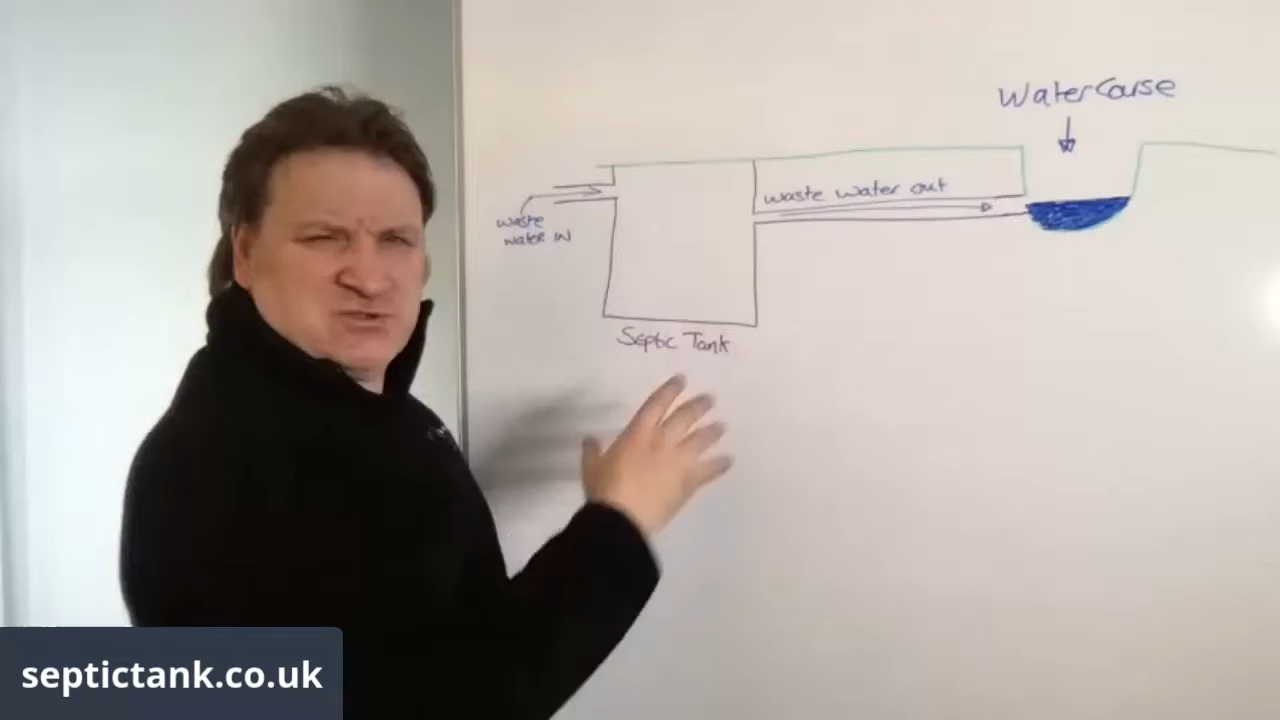 Water Course
waste water out
waste
water IN
Septic Tank
septictank.co.uk